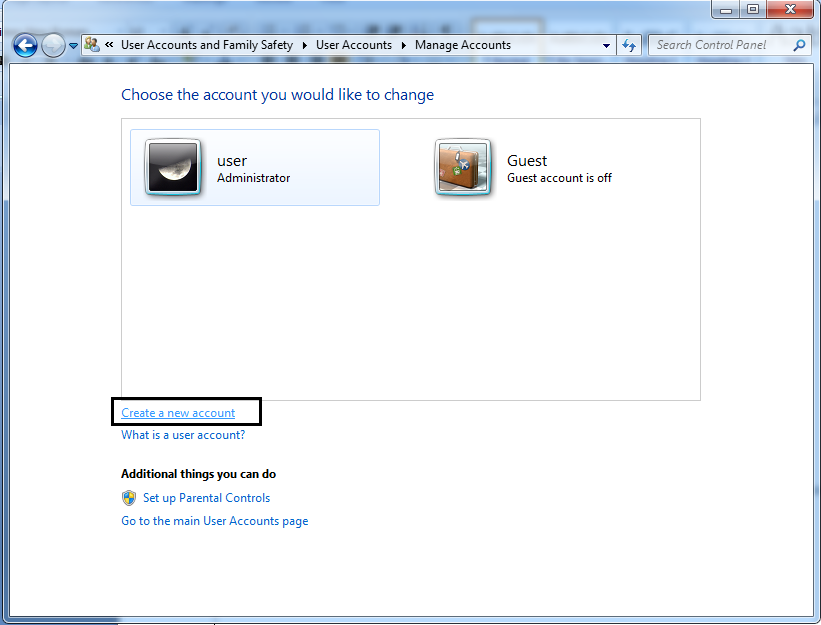 « User Accounts and Family Safety User Accounts Manage Accounts Search Control Panel
Choose the account you would like to change
user
Administrator
Guest
Guest account is off
Create a new account
What is a user account?
Additional things you can do
Set up Parental Controls
Go to the main User Accounts page